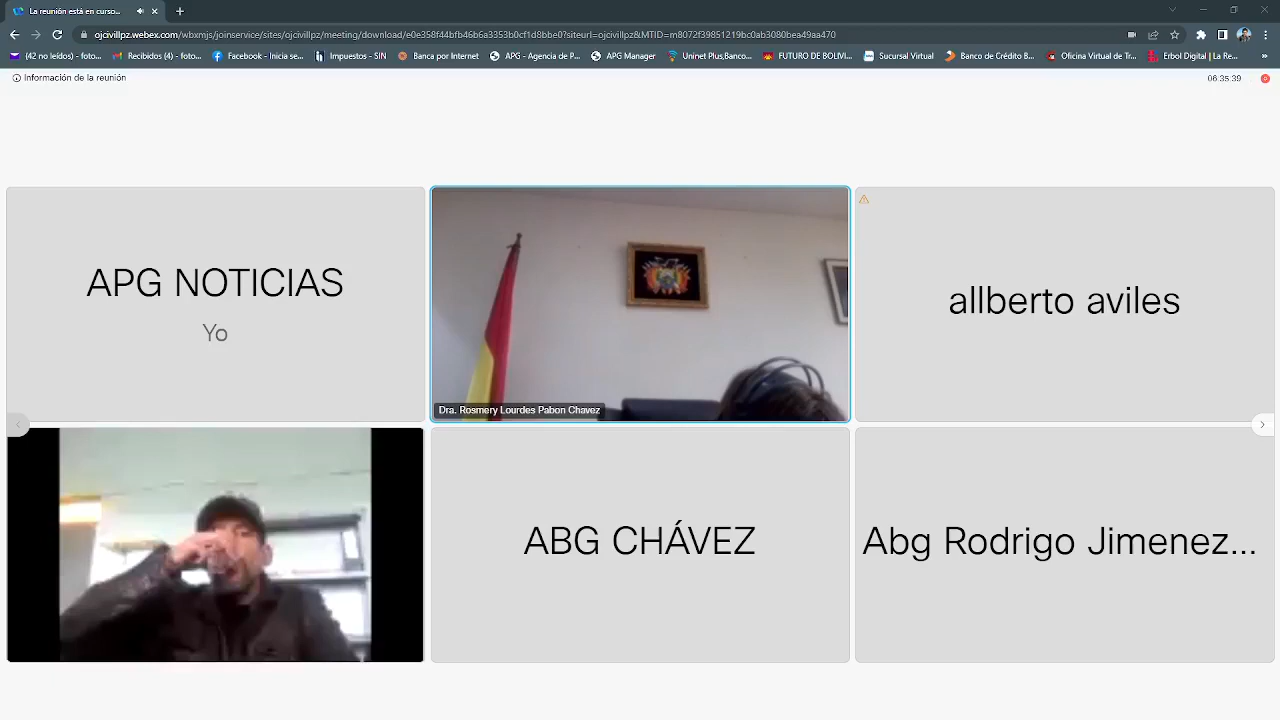 La reunión está en curso...
ojcivillpz.webex.com/wbxmjs/joinservice/sites/ojcivillpz/meeting/download/e0e358f44b1b456b6a3353c0cf1d8bbe0?siteurl=ojcivillpz&MTID=m8072f39851219bc0ab3080bea49aa470
(42 no leído) - foto...
Recibidos (4) - foto...
Facebook - Inicia se...
Impuestos - SIN
Banca por Internet
APG - Agencia de P...
APG Manager
Uninet Plus,Banco...
FUTURO DE BOLIVI...
Sucursal Virtual
Banco de Crédito B...
Oficina Virtual de Tr...
Erbol Digital | La Re...
Información de la reunión
06:35:39
APG NOTICIAS
Yo
Dra. Rosmery Lourdes Pabon Chavez
allberto aviles
ABG CHÁVEZ
Abg Rodrigo Jimenez...